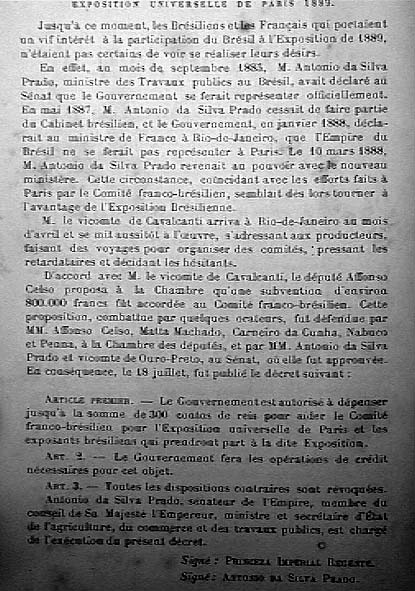 EXPOSITION UNIVERSELLE DE PARIS 1889.
Jusqu'à ce moment, les Brésiliens et les Français qui portaient
un vif intérêt à la participation du Brésil à l'Exposition de 1889,
n'étaient pas certains de voir se réaliser leurs désirs.
En effet, au mois de septembre 1885, M. Antonio da Silva
Prado, ministre des Travaux publics au Brésil, avait déclaré au
Sénat que le Gouvernement se ferait représenter officiellement.
En mai 1887, M. Antonio da Silva Prado cessait de faire partie
du Cabinet brésilien, et le Gouvernement, en janvier 1888, décla-
rait au ministre de France à Rio-de-Janeiro, que l'Empire du
Brésil ne se ferait pas représenter à Paris. Le 10 mars 1888,
M. Antonio da Silva Prado revenait au pouvoir avec le nouveau
ministère. Cette circonstance, coïncidant avec les efforts faits à
Paris par le Comité franco-brésilien, semblait dès lors tourner à
l'avantage de l'Exposition Brésilienne.
M. le vicomte de Cavalcanti arriva à Rio-de-Janeiro au mois
d'avril et se mit aussitôt à l'œuvre, s'adressant aux producteurs,
faisant des voyages pour organiser des comités, pressant les
retardataires et décidant les hésitants.
D'accord avec M. le vicomte de Cavalcanti, le député Affonso
Celso proposa à la Chambre qu'une subvention d'environ
800.000 francs fût accordée au Comité franco-brésilien. Cette
proposition, combattue par quelques orateurs, fut défendue par
MM. Affonso Celso, Matta Machado, Carneiro da Cunha, Nabuco
et Penna, à la Chambre des députés, et par MM. Antonio da Silva
Prado et vicomte de Ouro-Preto, au Sénat, où elle fut approuvée.
En conséquence, le 18 juillet, fut publié le décret suivant :
ARTICLE PREMIER. — Le Gouvernement est autorisé à dépenser
jusqu'à la somme de 300 contos de reis pour aider le Comité
franco-brésilien pour l'Exposition universelle de Paris et les
exposants brésiliens qui prendront part à la dite Exposition.
ART. 2. — Le Gouvernement fera les opérations de crédit
nécessaires pour cet objet.
ART. 3. — Toutes les dispositions contraires sont révoquées.
Antonio da Silva Prado, sénateur de l'Empire, membre du
conseil de Sa Majesté l'Empereur, ministre et secrétaire d'État
de l'agriculture, du commerce et des travaux publics, est chargé
de l'exécution du présent décret.
Signé : PRINCEZA IMPERIAL REGENTE.
Signé : ANTONIO DA SILVA PRADO.